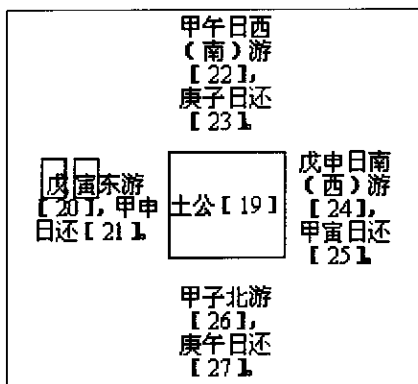 甲午日西
（南）游
［22］，
庚子日还
［23］。
戊寅东游
［20］，甲申
日还［21］。
土公［19］
戊申日南
（西）游
［24］，
甲寅日还
［25］。
甲子北游
［26］，
庚午日还
［27］。